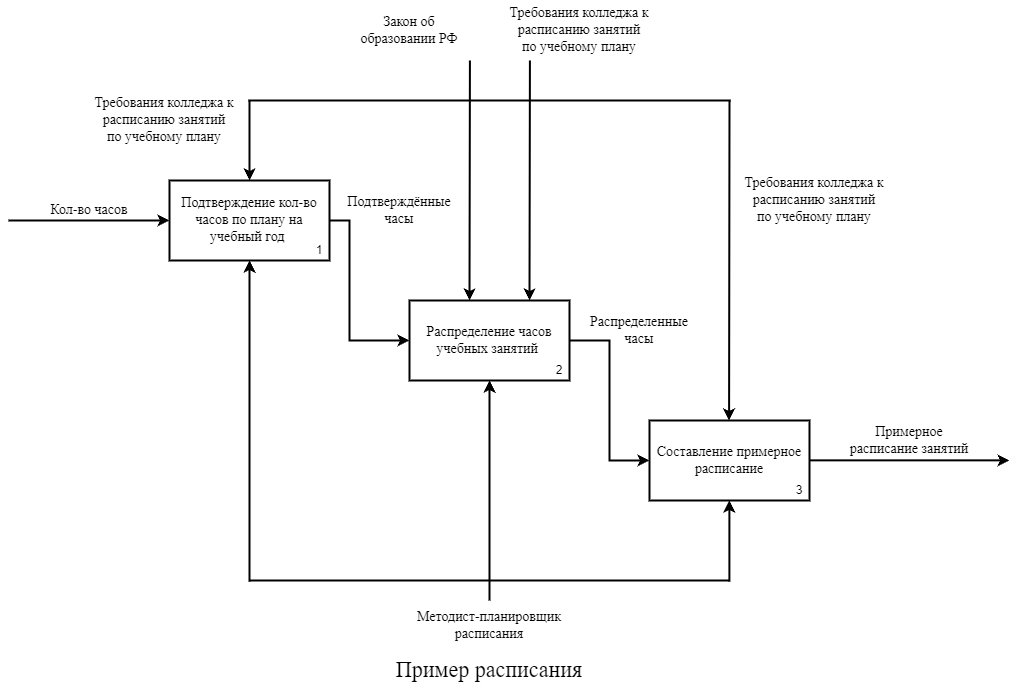 Закон об
образовании РФ
Требования колледжа к
расписанию занятий
по учебному плану
Требования колледжа к
расписанию занятий
по учебному плану
Требования колледжа к
расписанию занятий
по учебному плану
Кол-во часов
Подтверждение кол-во
часов по плану на
учебный год
1
Подтверждённые
часы
Распределение часов
учебных занятий
2
Распределенные
часы
Составление примерное
расписание
3
Примерное
расписание занятий
Методист-планировщик
расписания
Пример расписания